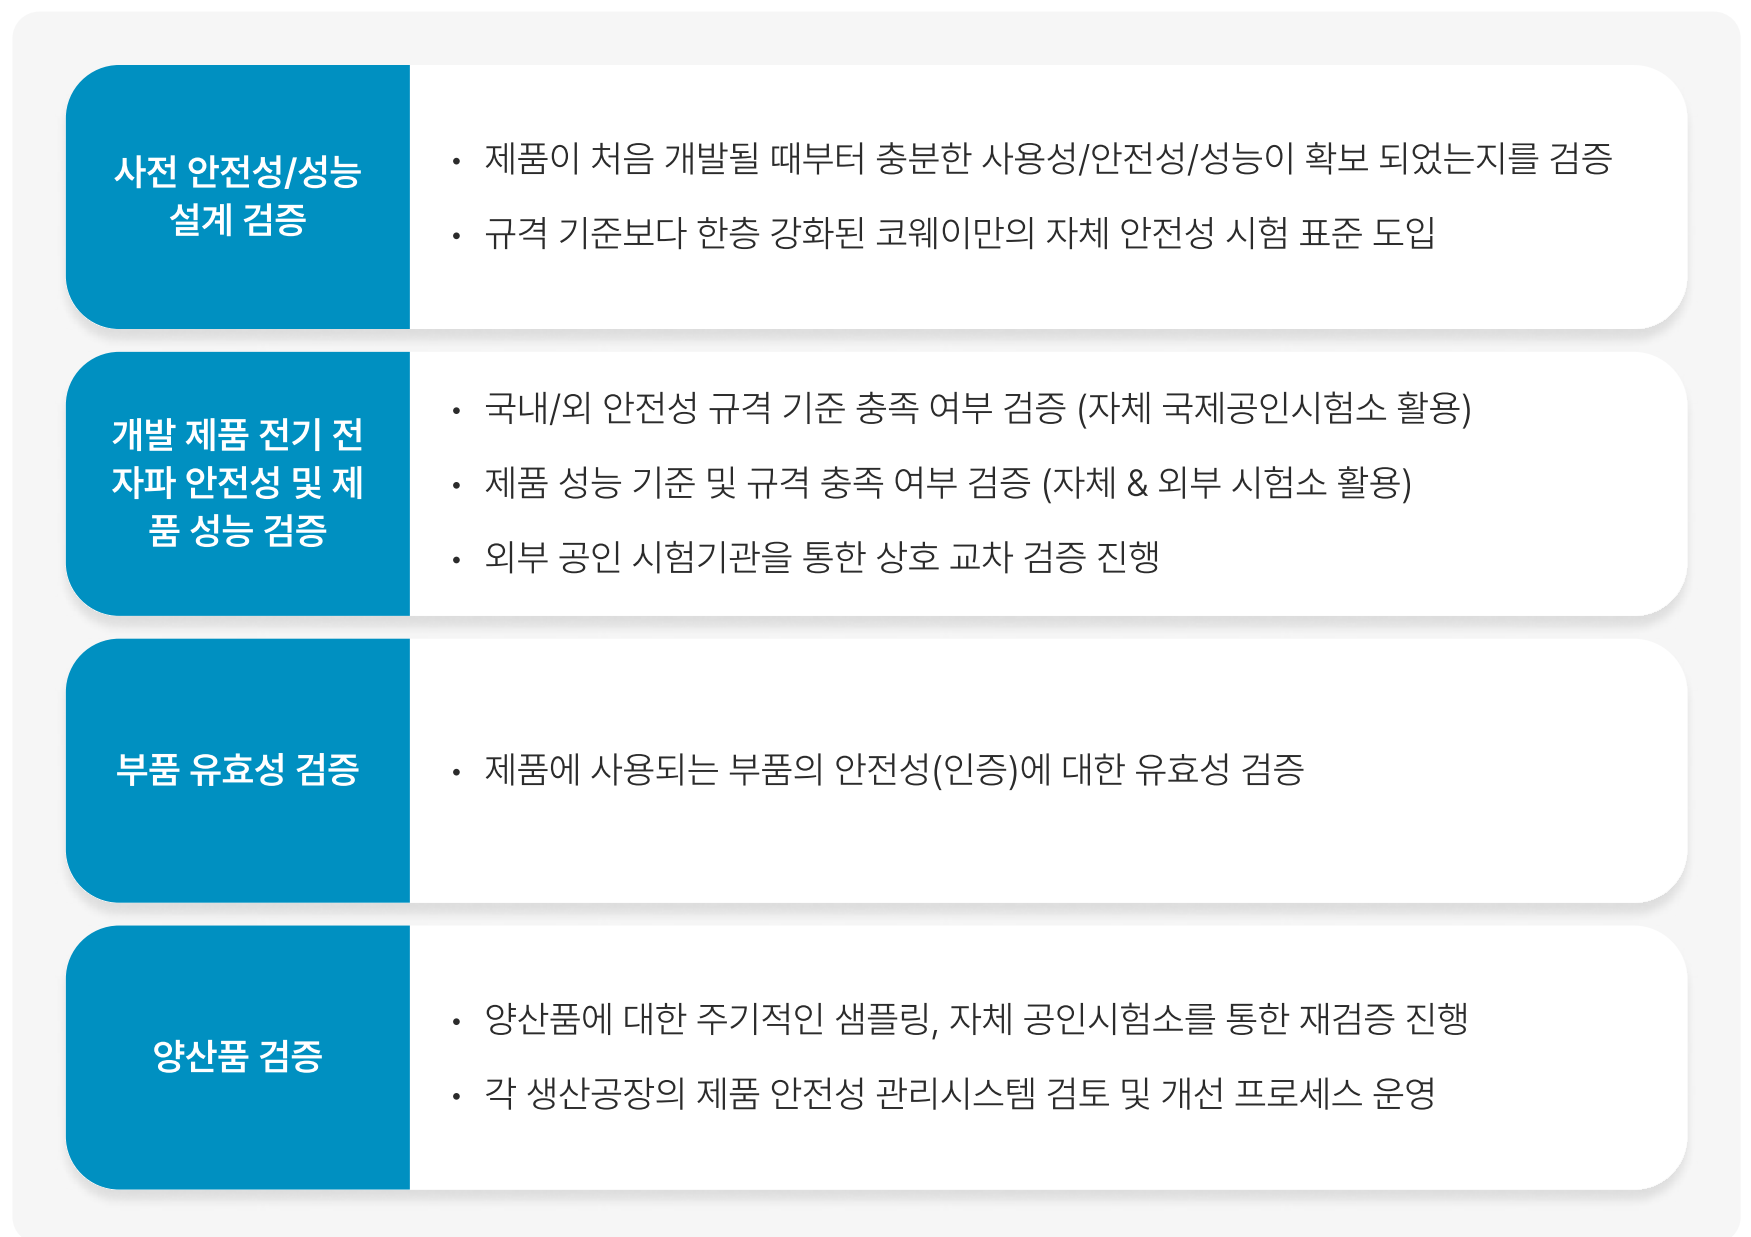 사전 안전성/성능
설계 검증
• 제품이 처음 개발될 때부터 충분한 사용성/안전성/성능이 확보 되었는지를 검증
• 규격 기준보다 한층 강화된 코웨이만의 자체 안전성 시험 표준 도입
개발 제품 전기 전
자파 안전성 및 제
품 성능 검증
• 국내/외 안전성 규격 기준 충족 여부 검증 (자체 국제공인시험소 활용)
• 제품 성능 기준 및 규격 충족 여부 검증 (자체 & 외부 시험소 활용)
• 외부 공인 시험기관을 통한 상호 교차 검증 진행
부품 유효성 검증
• 제품에 사용되는 부품의 안전성(인증)에 대한 유효성 검증
양산품 검증
• 양산품에 대한 주기적인 샘플링, 자체 공인시험소를 통한 재검증 진행
• 각 생산공장의 제품 안전성 관리시스템 검토 및 개선 프로세스 운영